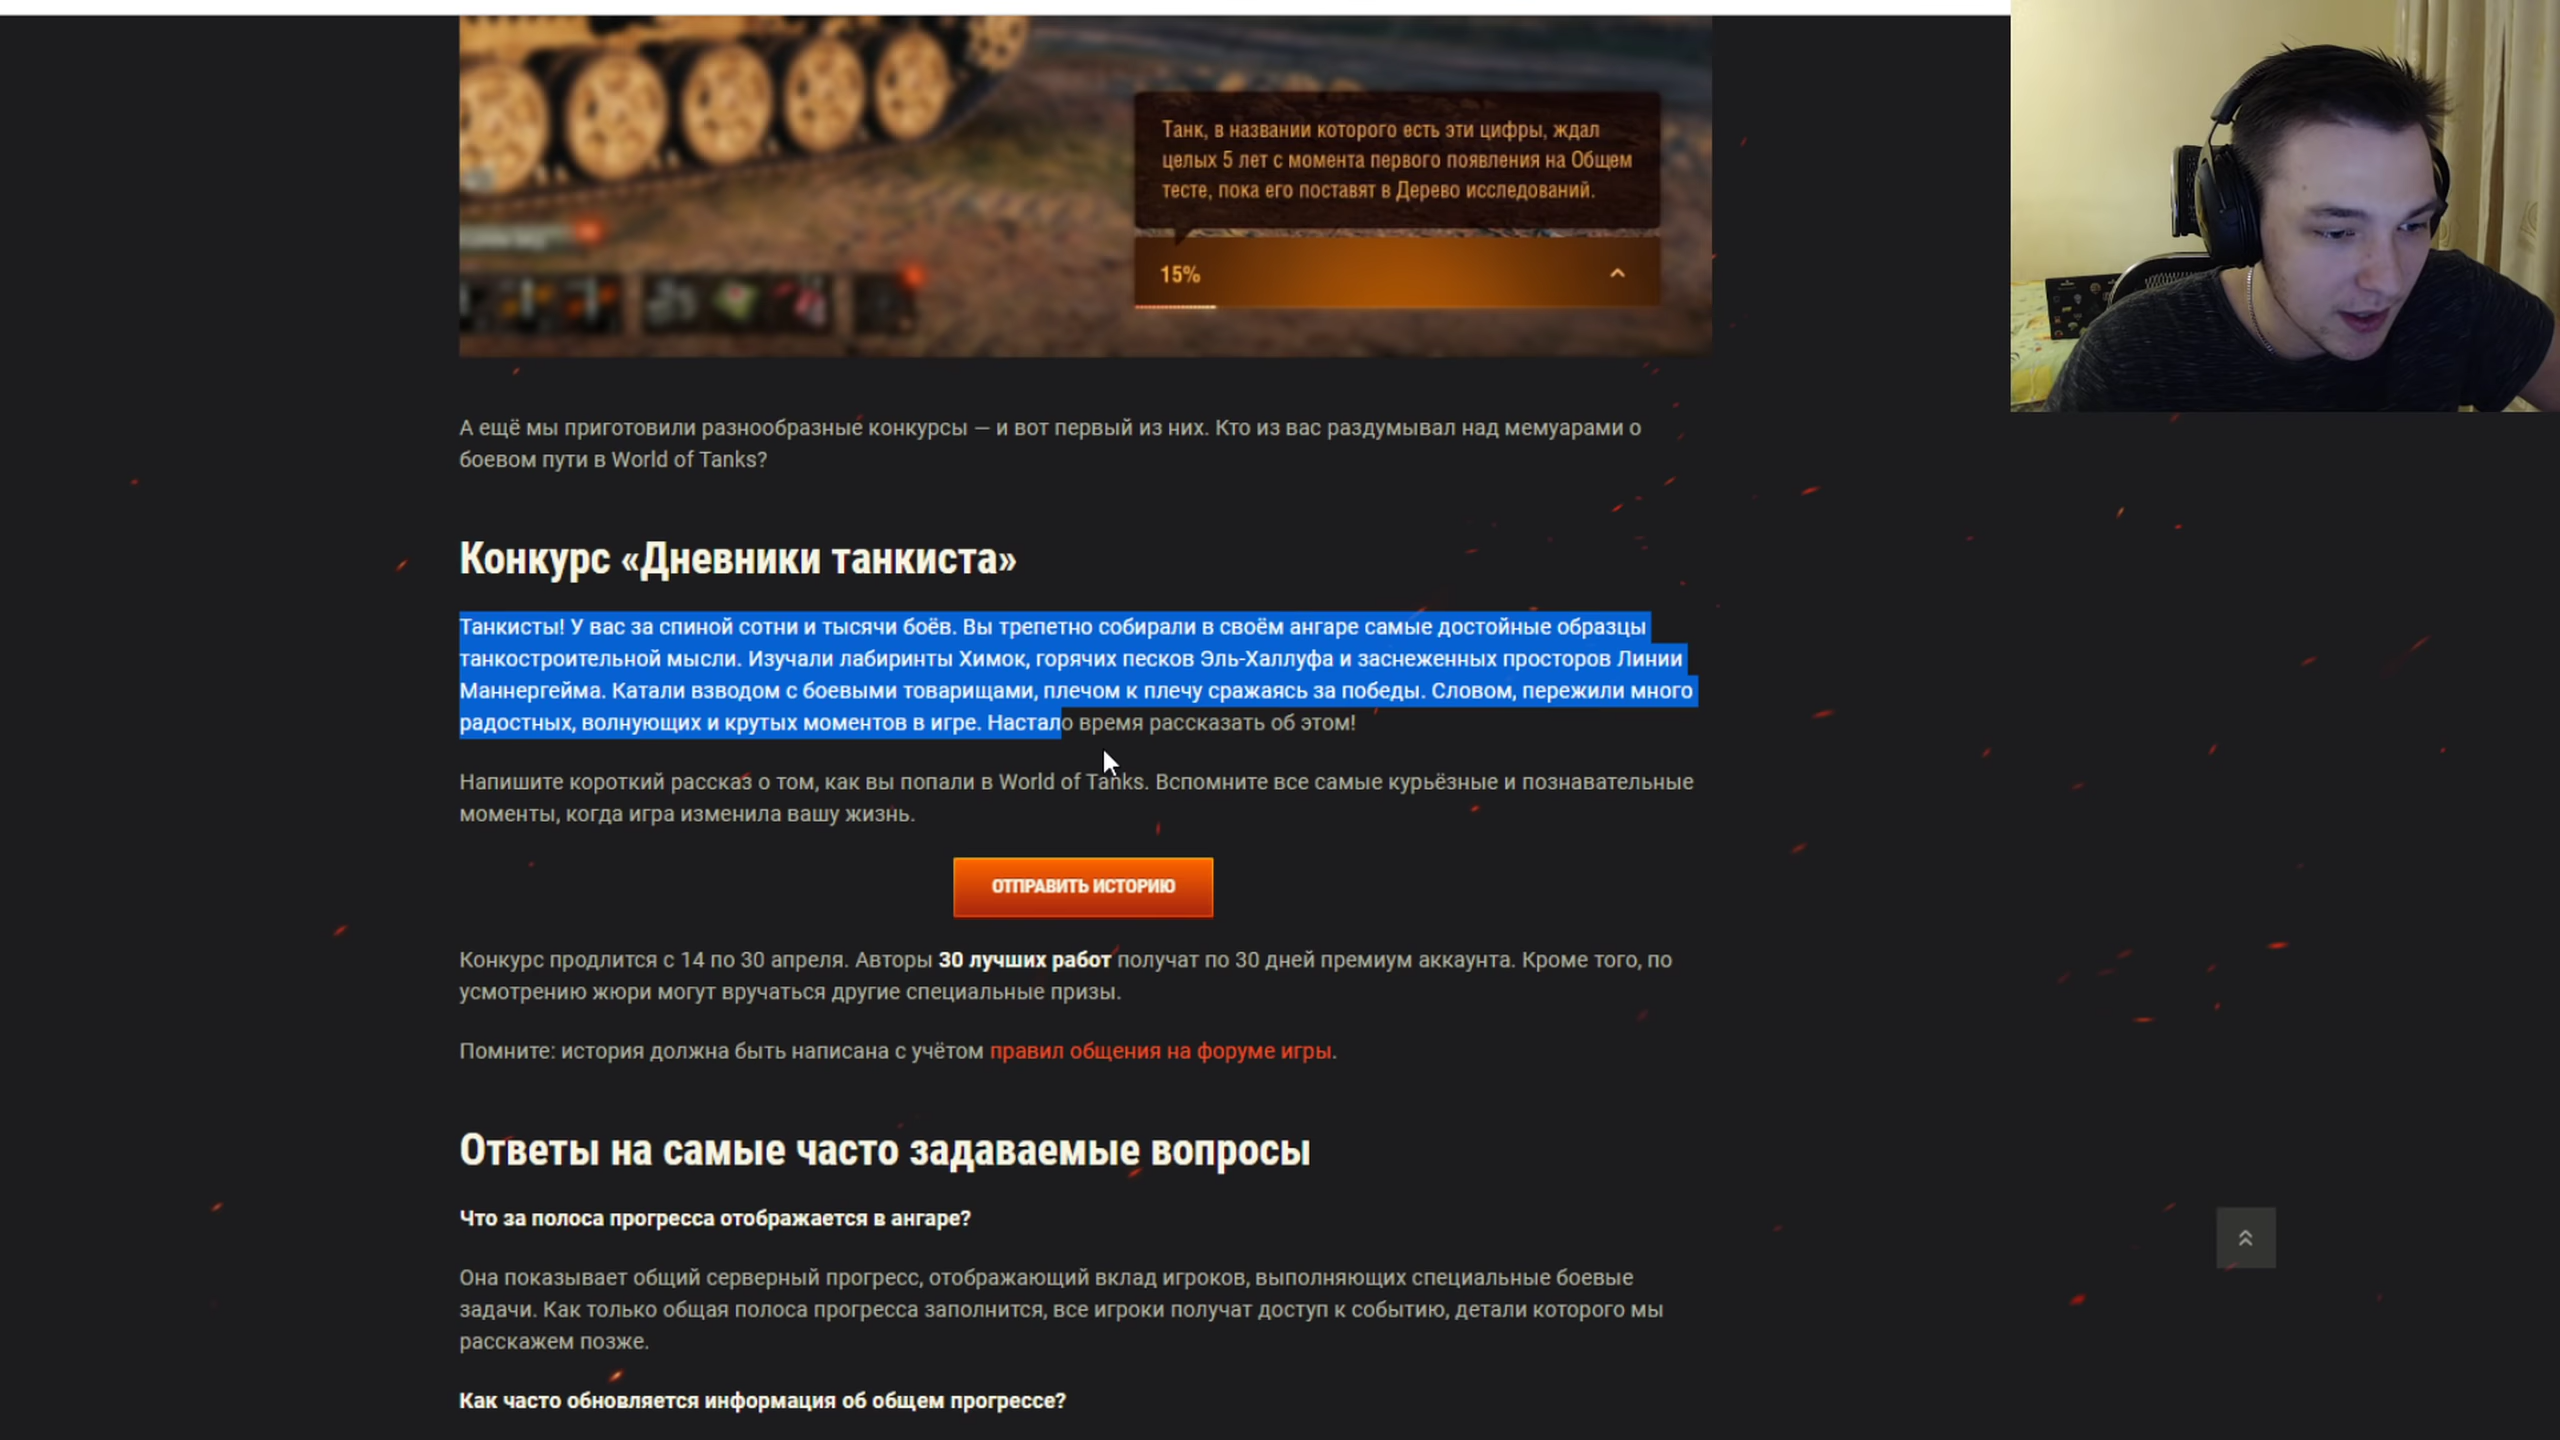 Танк, в названии которого есть эти цифры, ждал
целых 5 лет с момента первого появления на Общем
тесте, пока его поставят в Дерево исследований.
15%
А ещё мы приготовили разнообразные конкурсы — и вот первый из них. Кто из вас раздумывал над мемуарами о
боевом пути в World of Tanks?
Конкурс «Дневники танкиста»
Танкисты! У вас за спиной сотни и тысячи боёв. Вы трепетно собирали в своём ангаре самые достойные образцы
танкостроительной мысли. Изучали лабиринты Химок, горячих песков Эль-Халлуфа и заснеженных просторов Линии
Маннергейма. Катали взводом с боевыми товарищами, плечом к плечу сражаясь за победы. Словом, пережили много
радостных, волнующих и крутых моментов в игре. Настало время рассказать об этом!
Напишите короткий рассказ о том, как вы попали в World of Tanks. Вспомните все самые курьёзные и познавательные
моменты, когда игра изменила вашу жизнь.
ОТПРАВИТЬ ИСТОРИЮ
Конкурс продлится с 14 по 30 апреля. Авторы 30 лучших работ получат по 30 дней премиум аккаунта. Кроме того, по
усмотрению жюри могут вручаться другие специальные призы.
Помните: история должна быть написана с учётом правил общения на форуме игры.
Ответы на самые часто задаваемые вопросы
Что за полоса прогресса отображается в ангаре?
Она показывает общий серверный прогресс, отображающий вклад игроков, выполняющих специальные боевые
задачи. Как только общая полоса прогресса заполнится, все игроки получат доступ к событию, детали которого мы
расскажем позже.
Как часто обновляется информация об общем прогрессе?